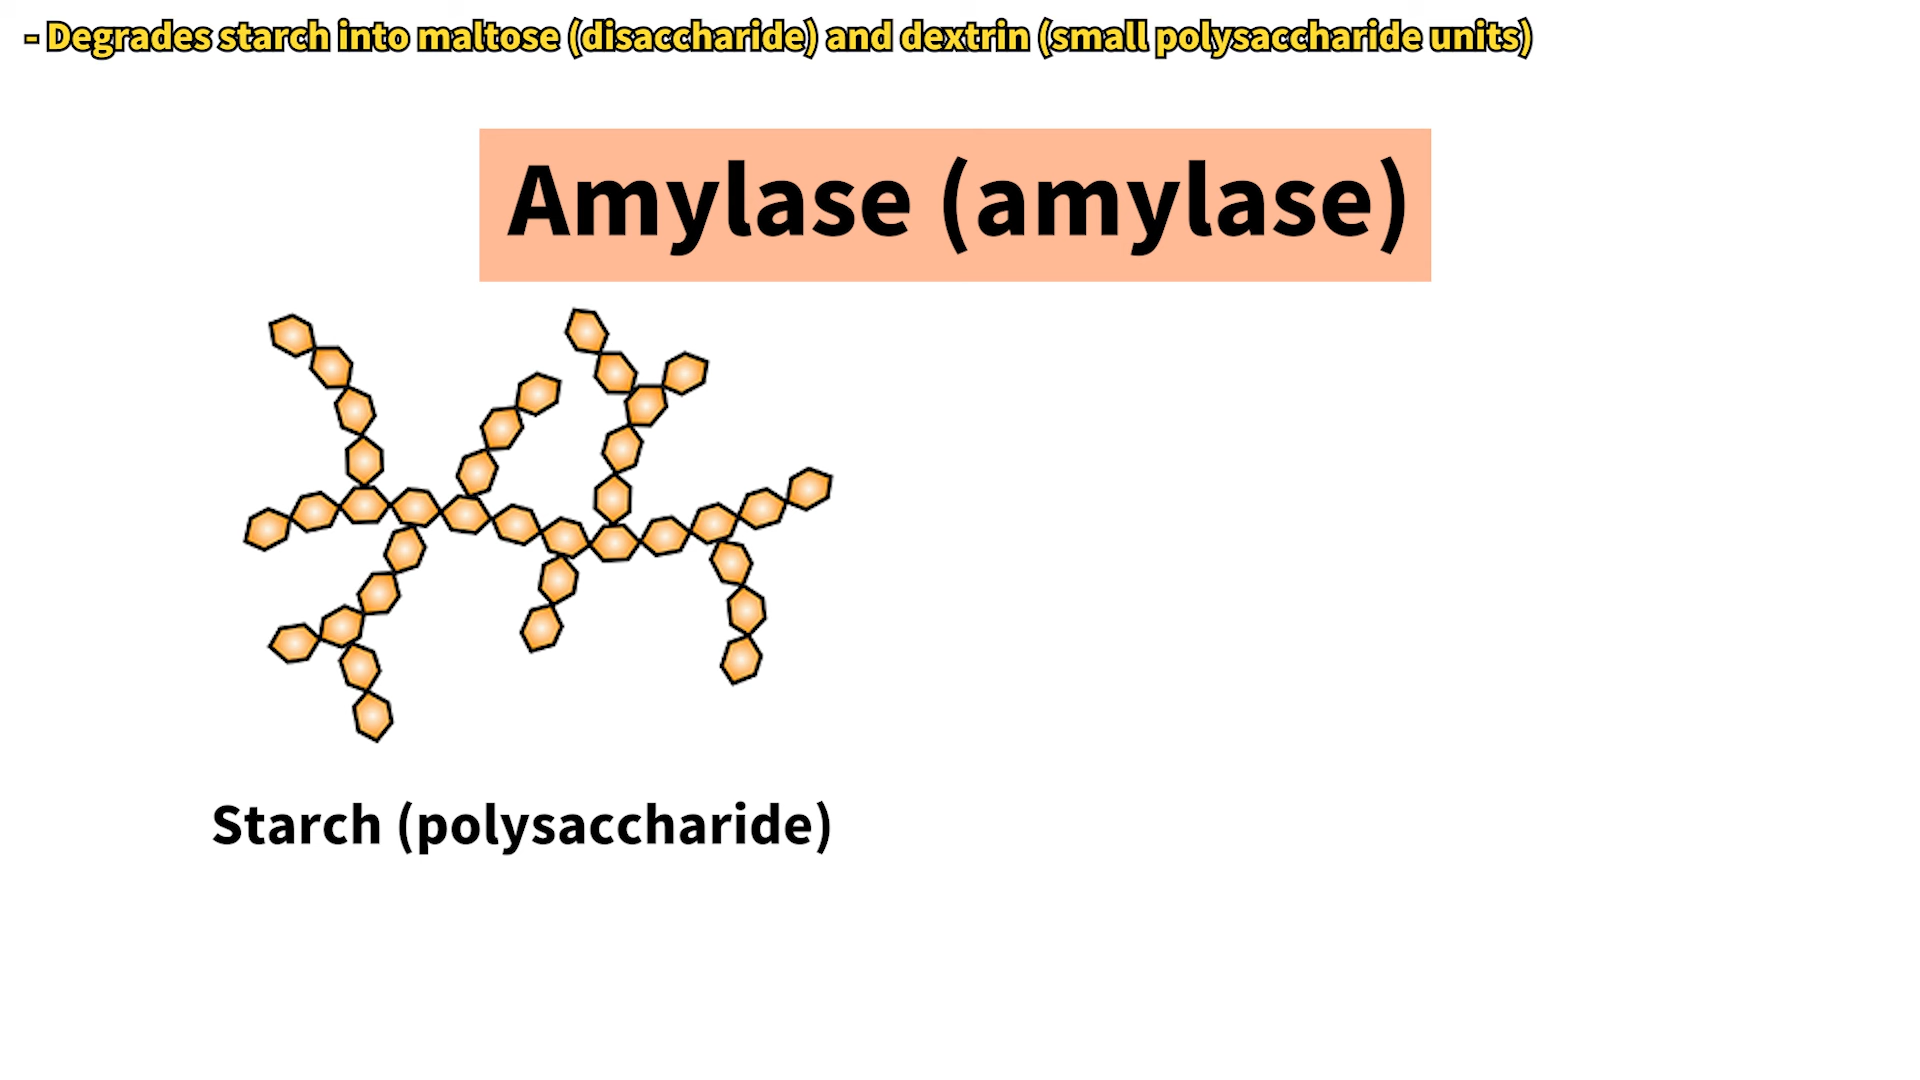 - Degrades starch into maltose (disaccharide) and dextrin (small polysaccharide units)
Amylase (amylase)
Starch (polysaccharide)